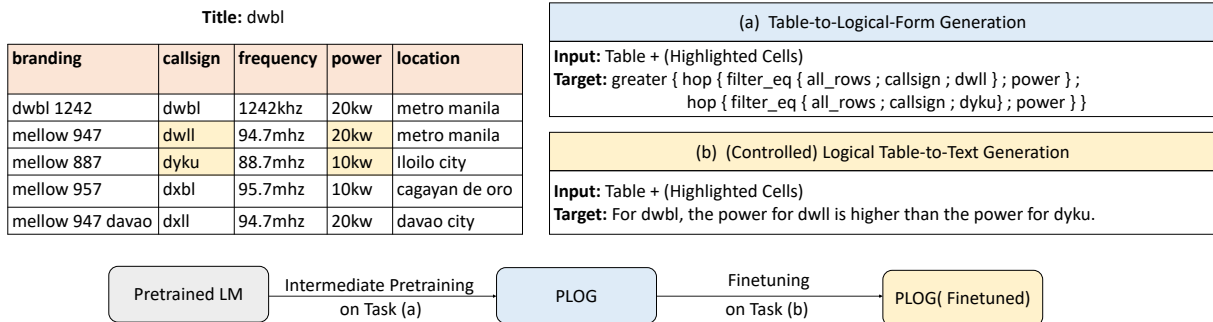 Title: dwbl
branding callsign frequency power location
dwbl 1242 dwbl 1242khz 20kw metro manila
mellow 947 dwll 94.7mhz 20kw metro manila
mellow 887 dyku 88.7mhz 10kw Iloilo city
mellow 957 dxbl 95.7mhz 10kw cagayan de oro
mellow 947 davao dxll 94.7mhz 20kw davao city
(a) Table-to-Logical-Form Generation
Input: Table + (Highlighted Cells)
Target: greater { hop { filter_eq { all_rows ; callsign ; dwll } ; power } ;
hop { filter_eq { all_rows ; callsign ; dyku} ; power } }
(b) (Controlled) Logical Table-to-Text Generation
Input: Table + (Highlighted Cells)
Target: For dwbl, the power for dwll is higher than the power for dyku.
Pretrained LM
Intermediate Pretraining
on Task (a)
PLOG
Finetuning
on Task (b)
PLOG( Finetuned)